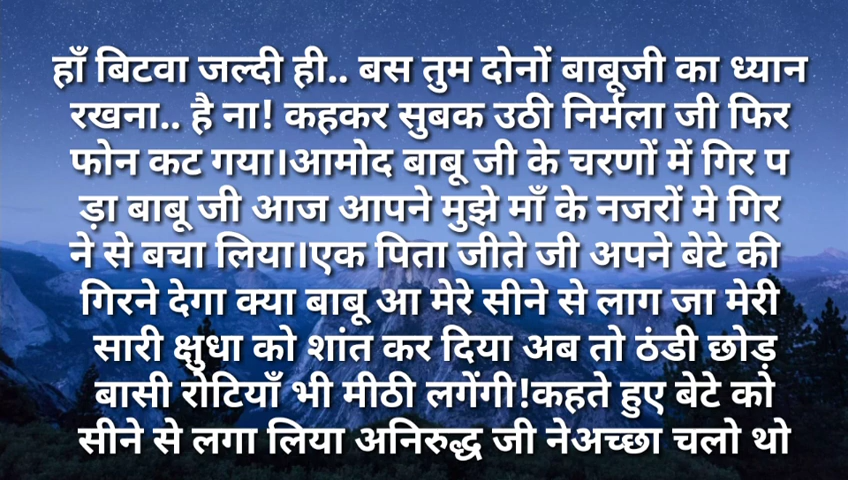 हाँ बिटवा जल्दी ही.. बस तुम दोनों बाबूजी का ध्यान
रखना.. है ना! कहकर सुबक उठी निर्मला जी फिर
फोन कट गया।आमोद बाबू जी के चरणों में गिर प
ड़ा बाबू जी आज आपने मुझे माँ के नजरों मे गिर
ने से बचा लिया।एक पिता जीते जी अपने बेटे की
गिरने देगा क्या बाबू आ मेरे सीने से लाग जा मेरी
सारी क्षुधा को शांत कर दिया अब तो ठंडी छोड़
बासी रोटियाँ भी मीठी लगेंगी!कहते हुए बेटे को
सीने से लगा लिया अनिरुद्ध जी नेअच्छा चलो थो